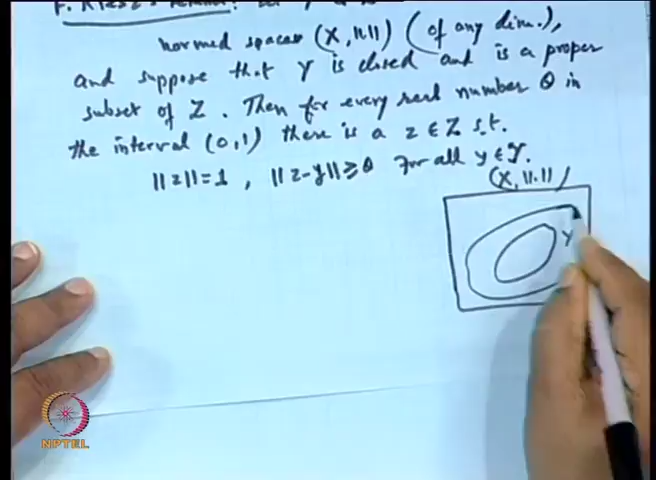 F. Riesz's
normed spaces (X, ||.||) (of any dim.),
and suppose that Y is closed and is a proper
subset of Z. Then for every real number θ in
the interval (0,1) there is a z ∈ Z s.t.
||z||=1, ||z-y|| ≥ θ for all y ∈ Y.
(X, ||.||)
Y
NPTEL